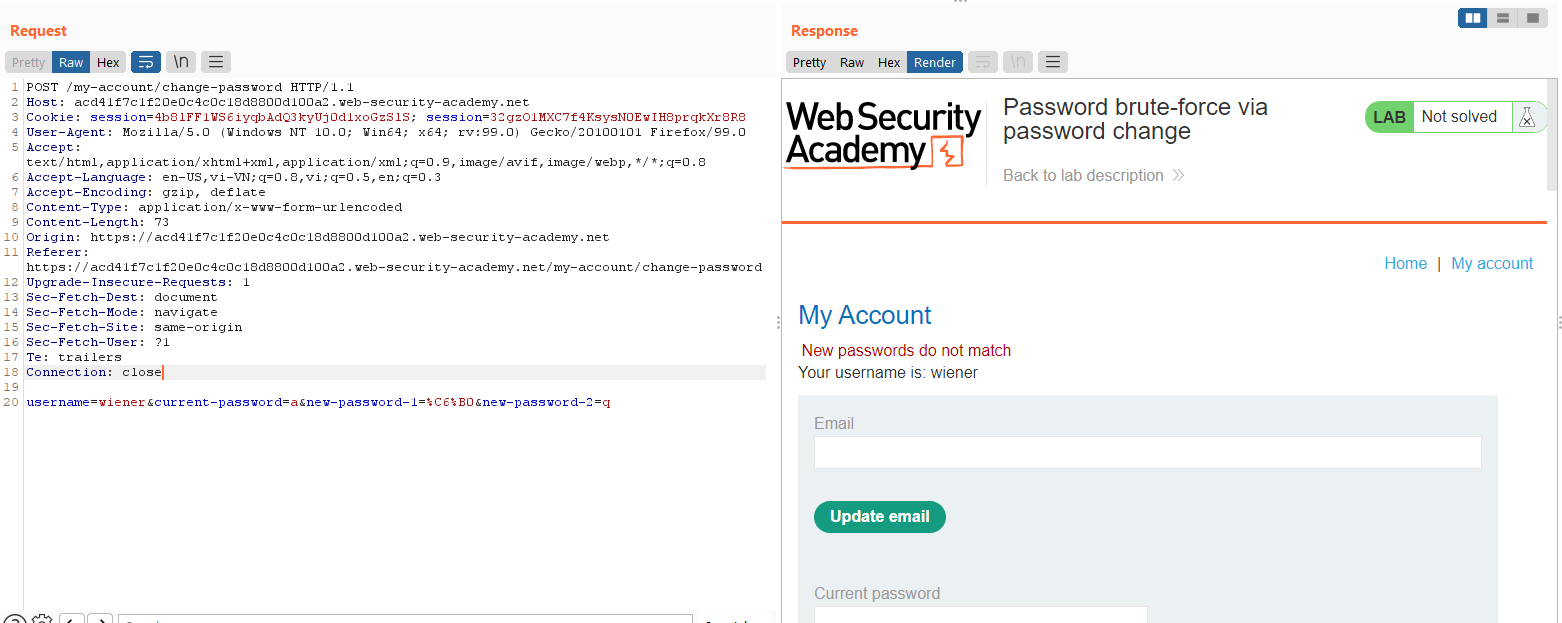 Request
Pretty Raw Hex \n
1 POST /my-account/change-password HTTP/1.1
2 Host: acd41f7c1f20e0c4c0c18d8800d100a2.web-security-academy.net
3 Cookie: session=4b81FF1WS6iyqbAdQ3kyUj0d1xoGzS1S; session=32gzO1MXC7f4KsysNOEwIH8prqkXr8R8
4 User-Agent: Mozilla/5.0 (Windows NT 10.0; Win64; x64; rv:99.0) Gecko/20100101 Firefox/99.0
5 Accept:
text/html,application/xhtml+xml,application/xml;q=0.9,image/avif,image/webp,*/*;q=0.8
6 Accept-Language: en-US,vi-VN;q=0.8,vi;q=0.5,en;q=0.3
7 Accept-Encoding: gzip, deflate
8 Content-Type: application/x-www-form-urlencoded
9 Content-Length: 73
10 Origin: https://acd41f7c1f20e0c4c0c18d8800d100a2.web-security-academy.net
11 Referer:
https://acd41f7c1f20e0c4c0c18d8800d100a2.web-security-academy.net/my-account/change-password
12 Upgrade-Insecure-Requests: 1
13 Sec-Fetch-Dest: document
14 Sec-Fetch-Mode: navigate
15 Sec-Fetch-Site: same-origin
16 Sec-Fetch-User: ?1
17 Te: trailers
18 Connection: close
19
20 username=wiener&current-password=a&new-password-1=%C6%B0&new-password-2=q
Response
Pretty Raw Hex Render \n
Web Security
Academy
Password brute-force via
password change
Back to lab description
LAB Not solved
Home | My account
My Account
New passwords do not match
Your username is: wiener
Email
Update email
Current password